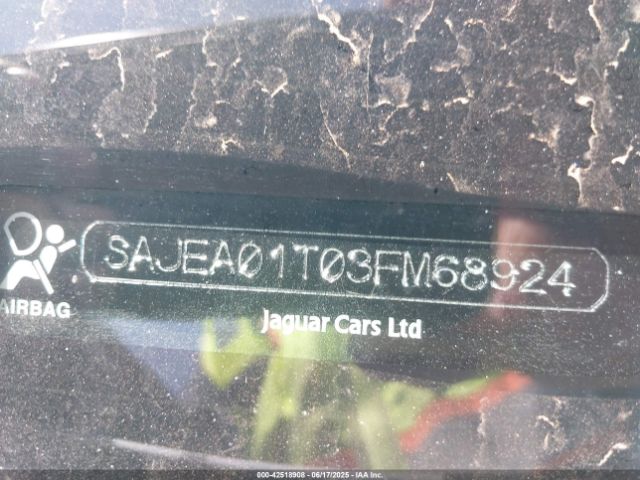 SAJEA01T03FM68924
AIRBAG
Jaguar Cars Ltd
000-42518908 - 06/17/2025 - IAA Inc.